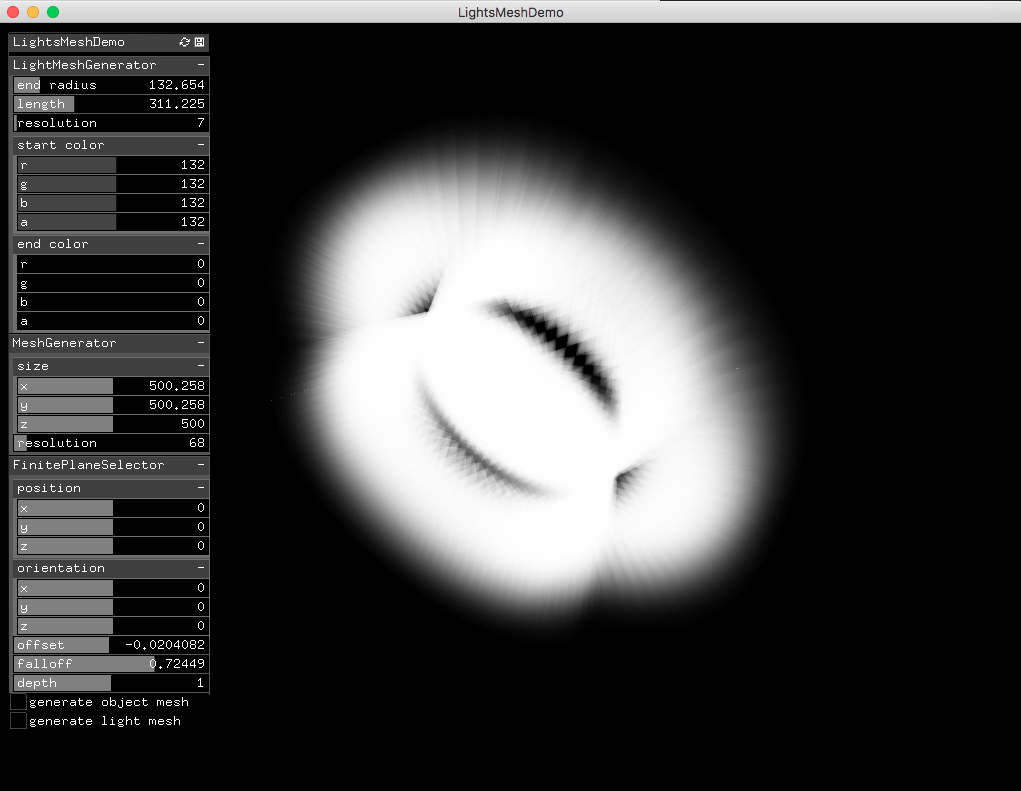 LightsMeshDemo
LightsMeshDemo
LightMeshGenerator -
end radius 132.654
length 311.225
resolution 7
start color -
r 132
g 132
b 132
a 132
end color -
r 0
g 0
b 0
a 0
MeshGenerator -
size -
x 500.258
y 500.258
z 500
resolution 68
FinitePlaneSelector -
position -
x 0
y 0
z 0
orientation -
x 0
y 0
z 0
offset -0.0204082
falloff 0.72449
depth 1
generate object mesh
generate light mesh